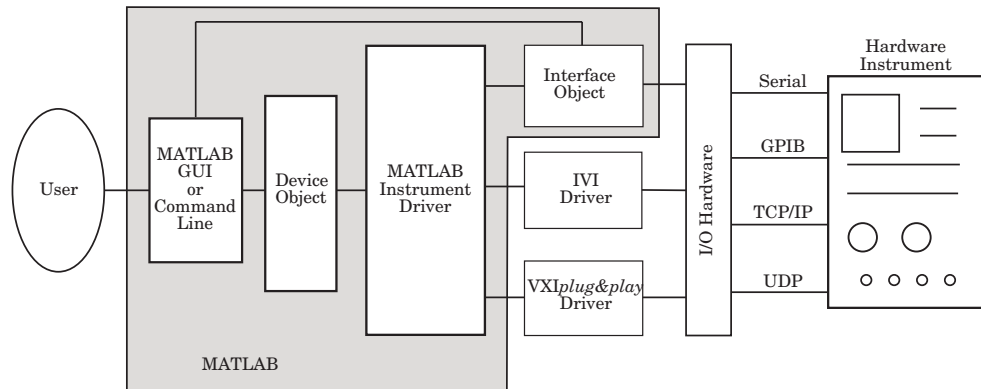 User
MATLAB
GUI
or
Command
Line
Device
Object
MATLAB
Instrument
Driver
Interface
Object
IVI
Driver
VXIplug&play
Driver
I/O Hardware
Serial
GPIB
TCP/IP
UDP
Hardware
Instrument
MATLAB